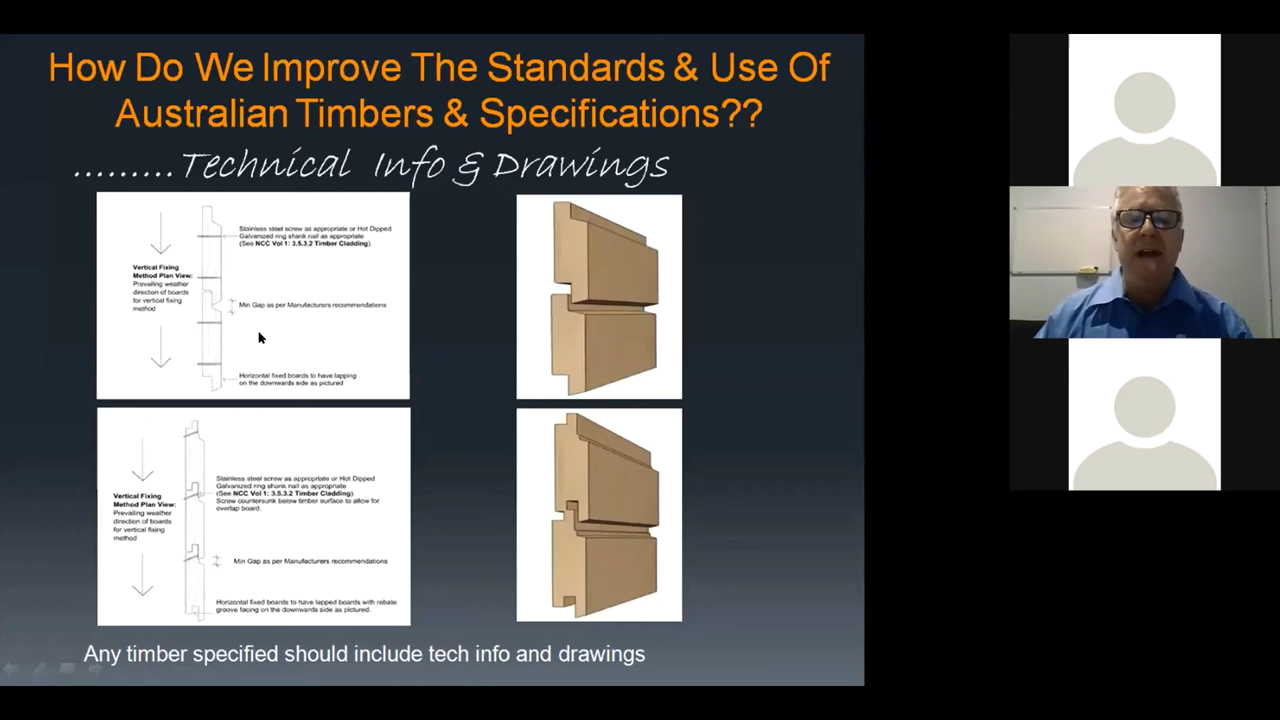 How Do We Improve The Standards & Use Of
Australian Timbers & Specifications??
.........Technical Info & Drawings
Stainless steel screw as appropriate or Hot Dipped
Galvanized ring shank nail as appropriate
(See NCC Vol 1: 3.5.3.2 Timber Cladding).
Vertical Fixing
Method Plan View:
Prevailing weather
direction of boards
for vertical fixing
method
Min Gap as per Manufacturers recommendations
Horizontal fixed boards to have lapping
on the downwards side as pictured
Stainless steel screw as appropriate or Hot Dipped
Galvanized ring shank nail as appropriate
(See NCC Vol 1: 3.5.3.2 Timber Cladding).
Screw countersunk below timber surface to allow for
overlap board.
Vertical Fixing
Method Plan View:
Prevailing weather
direction of boards
for vertical fixing
method
Min Gap as per Manufacturers recommendations
Horizontal fixed boards to have lapped boards with rebate
groove facing on the downwards side as pictured.
Any timber specified should include tech info and drawings